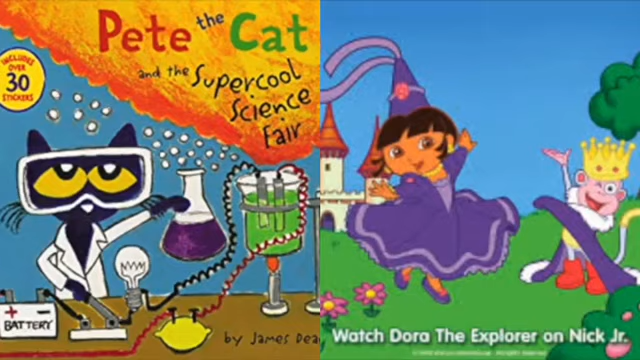 Pete the Cat
and the Supercool
Science
Fair
INCLUDES
OVER
30
STICKERS
+ -
BATTERY
by James Dea
Watch Dora The Explorer on Nick Jr.